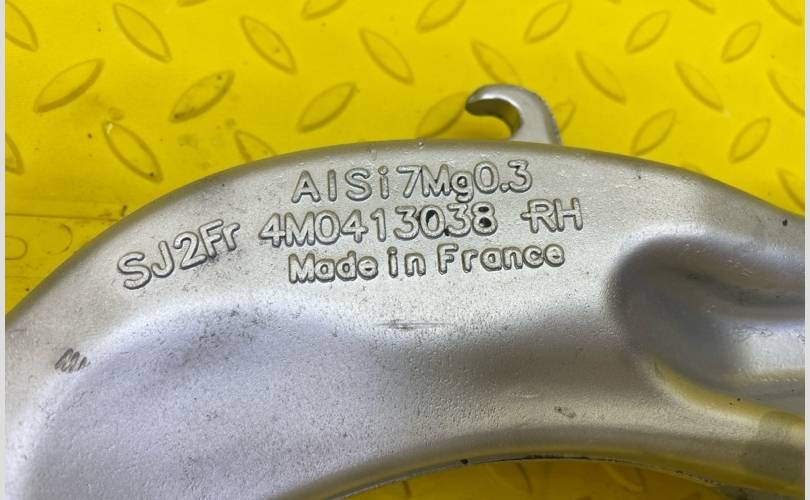 AlSi7Mg0.3
SJ2Fr 4M0413038 RH
Made in France